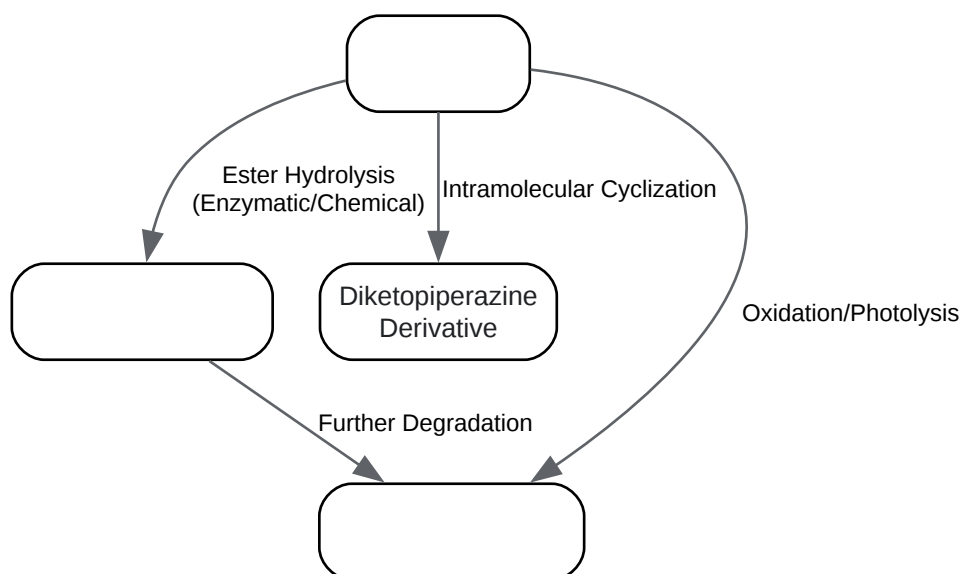 Ester Hydrolysis
(Enzymatic/Chemical)
Intramolecular Cyclization
Diketopiperazine
Derivative
Oxidation/Photolysis
Further Degradation